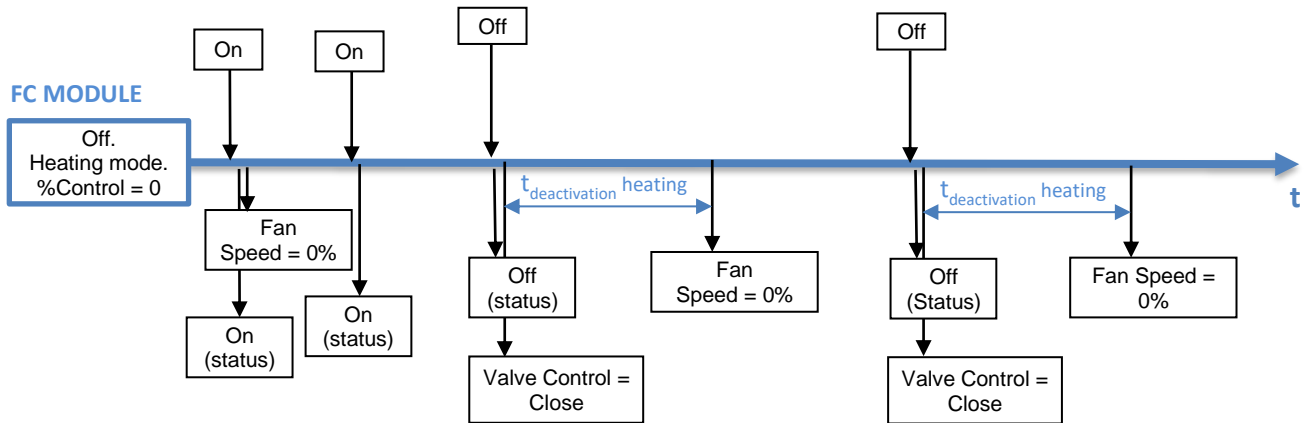 Off
Off
On
On
FC MODULE
Off.
Heating mode.
%Control = 0
t
tdeactivation heating
tdeactivation heating
Fan
Speed = 0%
Off
(status)
Fan
Speed = 0%
Off
(Status)
Fan Speed =
0%
On
(status)
On
(status)
Valve Control =
Close
Valve Control =
Close